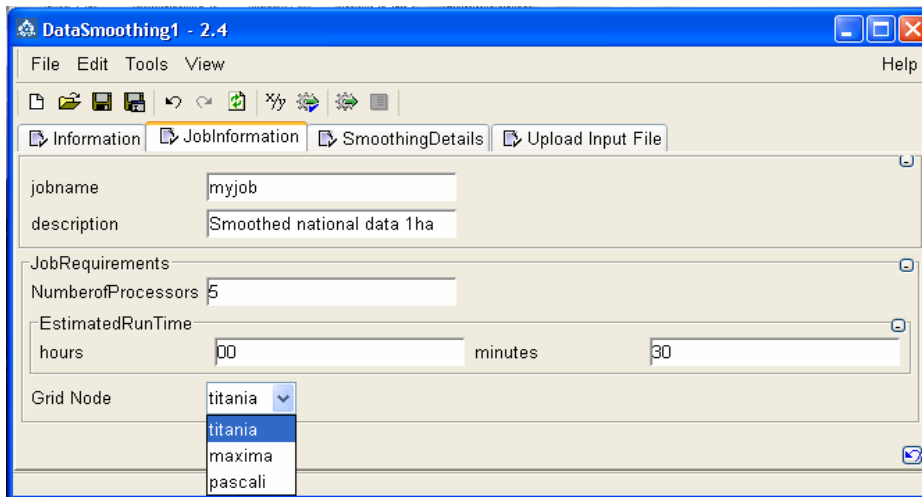 DataSmoothing1 - 2.4
File Edit Tools View Help
x/y
Information JobInformation SmoothingDetails Upload Input File
jobname myjob
description Smoothed national data 1ha
JobRequirements
NumberofProcessors 5
EstimatedRunTime
hours 00 minutes 30
Grid Node titania
titania
maxima
pascali